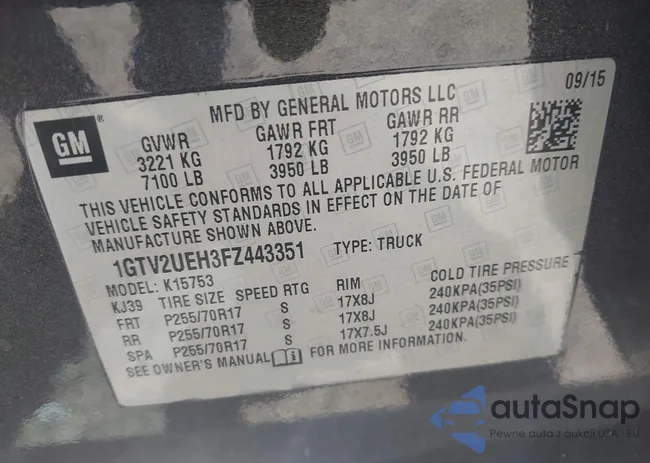 09/15
MFD BY GENERAL MOTORS LLC
GM ®
GVWR GAWR FRT GAWR RR
3221 KG 1792 KG 1792 KG
7100 LB 3950 LB 3950 LB
THIS VEHICLE CONFORMS TO ALL APPLICABLE U.S. FEDERAL MOTOR
VEHICLE SAFETY STANDARDS IN EFFECT ON THE DATE OF
MANUFACTURE SHOWN ABOVE.
1GTV2UEH3FZ443351 TYPE: TRUCK
MODEL: K15753
KJ39 TIRE SIZE SPEED RTG RIM COLD TIRE PRESSURE
FRT P255/70R17 S 17X8J 240KPA(35PSI)
RR P255/70R17 S 17X8J 240KPA(35PSI)
SPA P255/70R17 S 17X7.5J 240KPA(35PSI)
SEE OWNER'S MANUAL FOR MORE INFORMATION.
autaSnap
Pewne auta z aukcji USA - EU